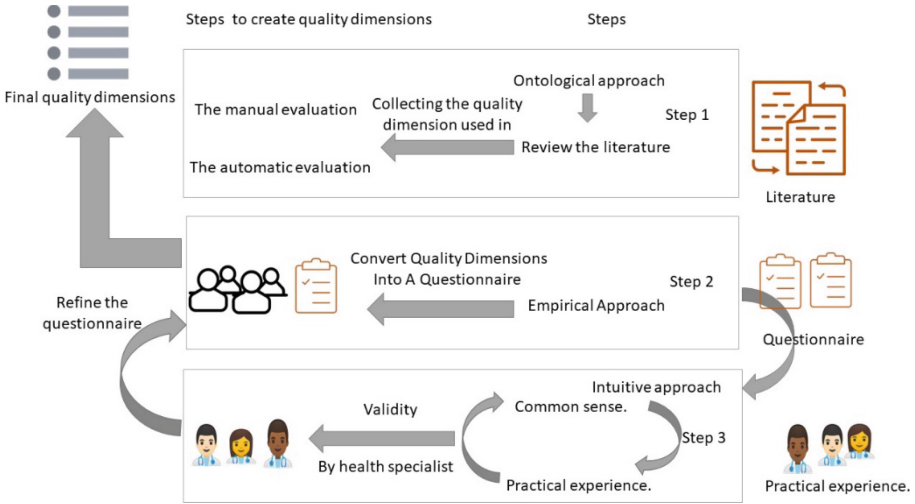 Steps to create quality dimensions
Steps
Final quality dimensions
Ontological approach
The manual evaluation
Collecting the quality
dimension used in
Step 1
Review the literature
The automatic evaluation
Literature
Convert Quality Dimensions
Into A Questionnaire
Step 2
Empirical Approach
Refine the
questionnaire
Questionnaire
Intuitive approach
Common sense.
Validity
Step 3
By health specialist
Practical experience.
Practical experience.